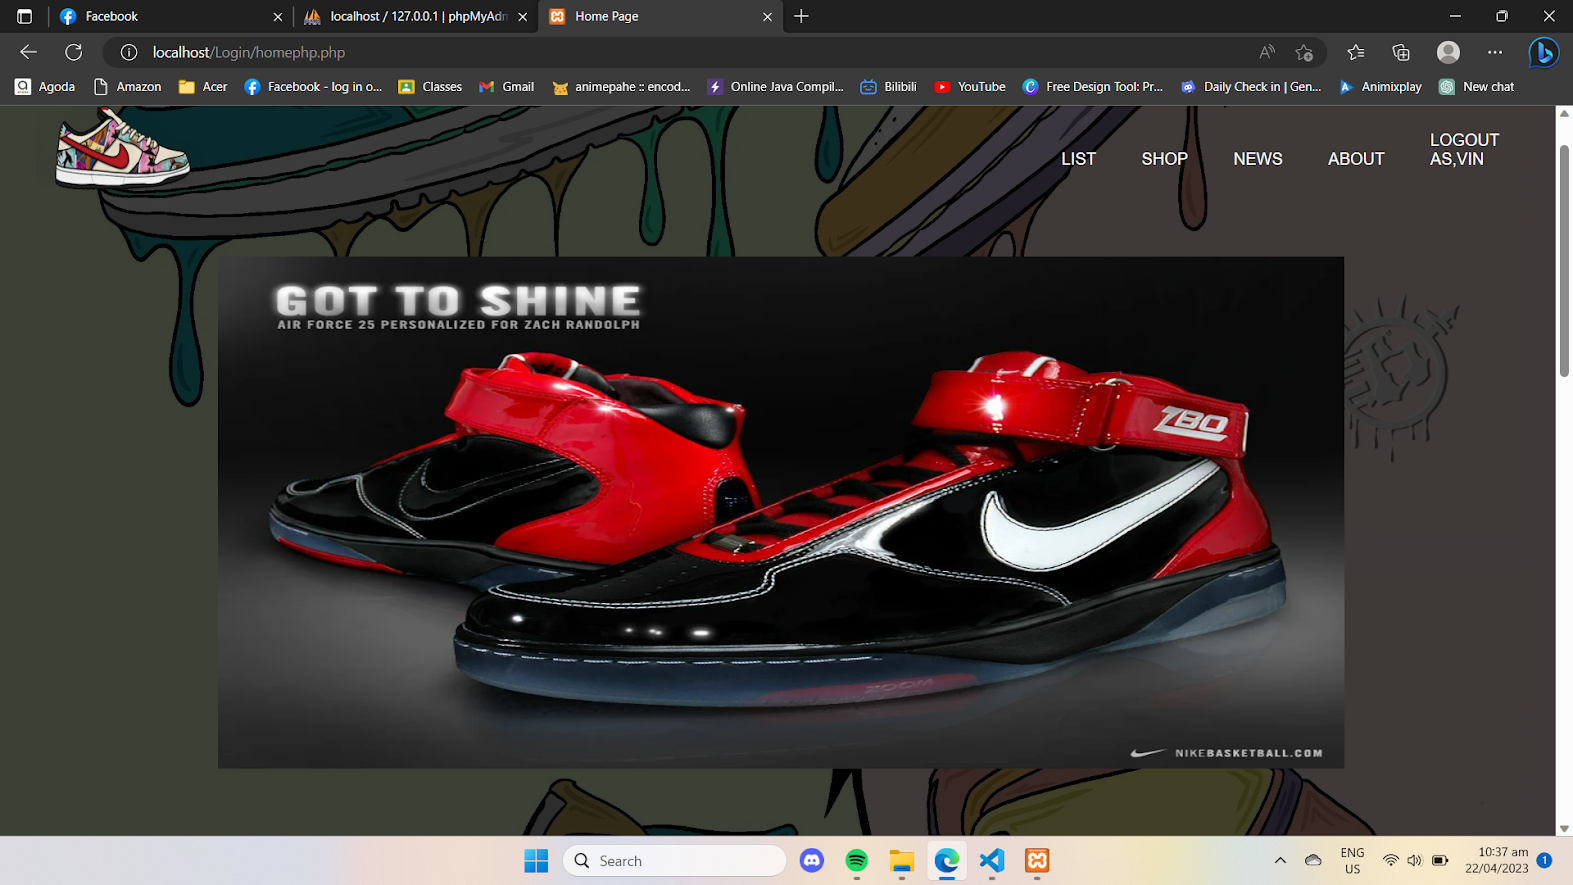 Facebook
localhost / 127.0.0.1 | phpMyAdn
Home Page
localhost/Login/homephp.php
Agoda
Amazon
Acer
Facebook - log in o...
Classes
Gmail
animepahe :: encod...
Online Java Compil...
Bilibili
YouTube
Free Design Tool: Pr...
Daily Check in | Gen...
Animixplay
New chat
LIST
SHOP
NEWS
ABOUT
LOGOUT
AS,VIN
GOT TO SHINE
AIR FORCE 25 PERSONALIZED FOR ZACH RANDOLPH
ZBO
ZOOM
NIKEBASKETBALL.COM
Search
ENG
US
10:37 am
22/04/2023
1